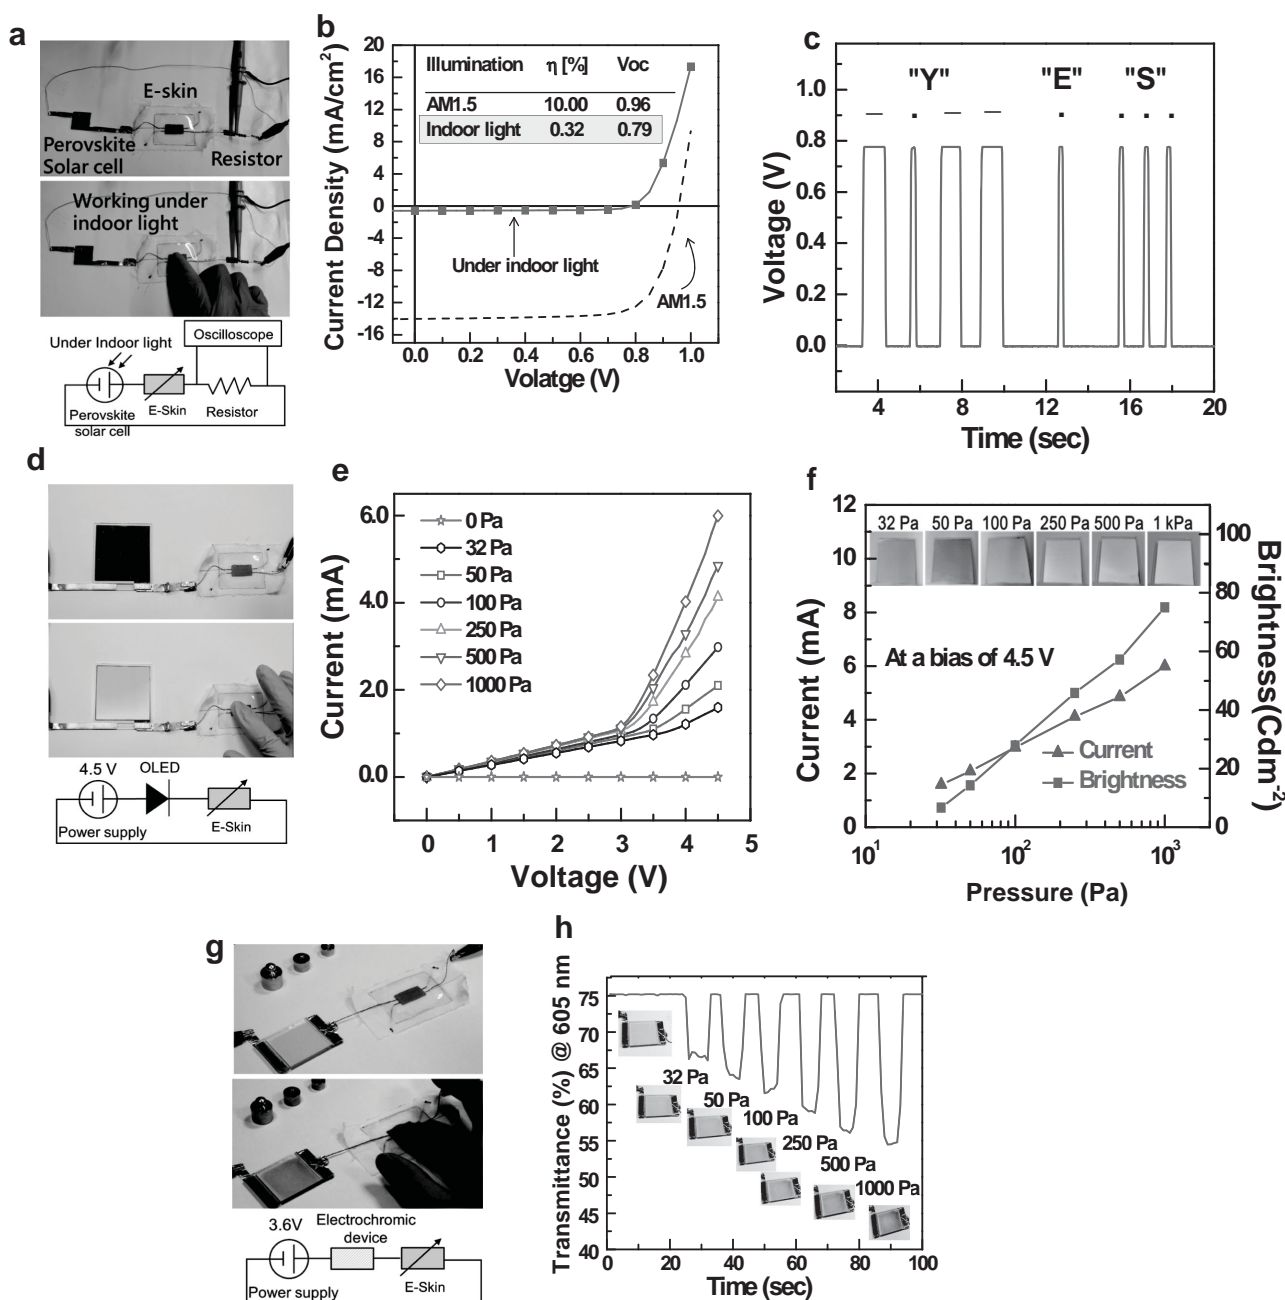 a
E-skin
Perovskite
Solar cell
Resistor
Working under
indoor light
Under Indoor light
Oscilloscope
Perovskite
solar cell
E-Skin
Resistor
b
Current Density (mA/cm²)
20
16
12
8
4
0
-4
-8
-12
-16
Illumination η [%] Voc
AM1.5 10.00 0.96
Indoor light 0.32 0.79
Under indoor light
AM1.5
0.0 0.2 0.4 0.6 0.8 1.0
Volatge (V)
c
"Y" "E" "S"
Voltage (V)
1.0
0.8
0.6
0.4
0.2
0.0
4 8 12 16 20
Time (sec)
d
4.5 V
OLED
Power supply
E-Skin
e
Current (mA)
6.0
4.0
2.0
0.0
0 Pa
32 Pa
50 Pa
100 Pa
250 Pa
500 Pa
1000 Pa
0 1 2 3 4 5
Voltage (V)
f
Current (mA)
12
10
8
6
4
2
0
32 Pa 50 Pa 100 Pa 250 Pa 500 Pa 1 kPa
At a bias of 4.5 V
Current
Brightness
100
80
60
40
20
0
Brightness(Cdm⁻²)
10¹ 10² 10³
Pressure (Pa)
g
3.6V
Electrochromic
device
Power supply
E-Skin
h
Transmittance (%) @ 605 nm
75
70
65
60
55
50
45
40
32 Pa
50 Pa
100 Pa
250 Pa
500 Pa
1000 Pa
0 20 40 60 80 100
Time (sec)